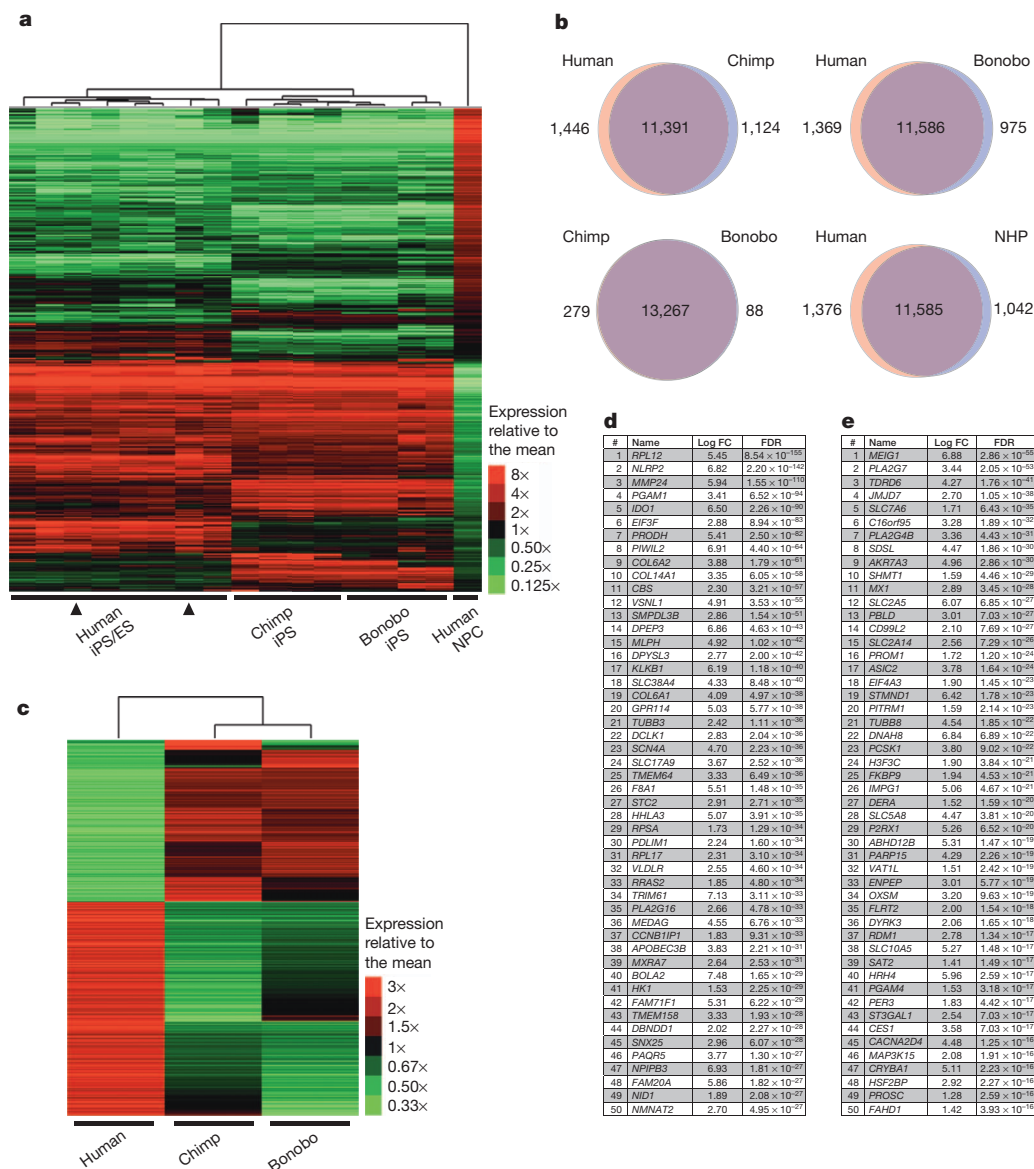 a
Expression
relative to
the mean
8×
4×
2×
1×
0.50×
0.25×
0.125×
Human
iPS/ES
Chimp
iPS
Bonobo
iPS
Human
NPC
b
Human Chimp
1,446 11,391 1,124
Human Bonobo
1,369 11,586 975
Chimp Bonobo
279 13,267 88
Human NHP
1,376 11,585 1,042
c
Expression
relative to
the mean
3×
2×
1.5×
1×
0.67×
0.50×
0.33×
Human
Chimp
Bonobo
d
# Name Log FC FDR
1 RPL12 5.45 8.54 × 10⁻¹⁵⁵
2 NLRP2 6.82 2.20 × 10⁻¹⁴²
3 MMP24 5.94 1.55 × 10⁻¹¹⁰
4 PGAM1 3.41 6.52 × 10⁻⁹⁴
5 IDO1 6.50 2.26 × 10⁻⁹⁰
6 EIF3F 2.88 8.94 × 10⁻⁸³
7 PRODH 5.41 2.50 × 10⁻⁸²
8 PIWIL2 6.91 4.40 × 10⁻⁶⁴
9 COL6A2 3.88 1.79 × 10⁻⁶¹
10 COL14A1 3.35 6.05 × 10⁻⁵⁸
11 CBS 2.30 3.21 × 10⁻⁵⁷
12 VSNL1 4.91 3.53 × 10⁻⁵⁵
13 SMPDL3B 2.86 1.54 × 10⁻⁵¹
14 DPEP3 6.86 4.63 × 10⁻⁴³
15 MLPH 4.92 1.02 × 10⁻⁴²
16 DPYSL3 2.77 2.00 × 10⁻⁴²
17 KLKB1 6.19 1.18 × 10⁻⁴⁰
18 SLC38A4 4.33 8.48 × 10⁻⁴⁰
19 COL6A1 4.09 4.97 × 10⁻³⁸
20 GPR114 5.03 5.77 × 10⁻³⁸
21 TUBB3 2.42 1.11 × 10⁻³⁶
22 DCLK1 2.83 2.04 × 10⁻³⁶
23 SCN4A 4.70 2.23 × 10⁻³⁶
24 SLC17A9 3.67 2.52 × 10⁻³⁶
25 TMEM64 3.33 6.49 × 10⁻³⁶
26 F8A1 5.51 1.48 × 10⁻³⁵
27 STC2 2.91 2.71 × 10⁻³⁵
28 HHLA3 5.07 3.91 × 10⁻³⁵
29 RPSA 1.73 1.29 × 10⁻³⁴
30 PDLIM1 2.24 1.60 × 10⁻³⁴
31 RPL17 2.31 3.10 × 10⁻³⁴
32 VLDLR 2.55 4.60 × 10⁻³⁴
33 RRAS2 1.85 4.80 × 10⁻³⁴
34 TRIM61 7.13 3.11 × 10⁻³³
35 PLA2G16 2.66 4.78 × 10⁻³³
36 MEDAG 4.55 6.76 × 10⁻³³
37 CCNB1IP1 1.83 9.31 × 10⁻³³
38 APOBEC3B 3.83 2.21 × 10⁻³¹
39 MXRA7 2.64 2.53 × 10⁻³¹
40 BOLA2 7.48 1.65 × 10⁻²⁹
41 HK1 1.53 2.25 × 10⁻²⁹
42 FAM71F1 5.31 6.22 × 10⁻²⁹
43 TMEM158 3.33 1.93 × 10⁻²⁸
44 DBNDD1 2.02 2.27 × 10⁻²⁸
45 SNX25 2.96 6.07 × 10⁻²⁸
46 PAQR5 3.77 1.30 × 10⁻²⁷
47 NPIPB3 6.93 1.81 × 10⁻²⁷
48 FAM20A 5.86 1.82 × 10⁻²⁷
49 NID1 1.89 2.08 × 10⁻²⁷
50 NMNAT2 2.70 4.95 × 10⁻²⁷
e
# Name Log FC FDR
1 MEIG1 6.88 2.86 × 10⁻⁵⁵
2 PLA2G7 3.44 2.05 × 10⁻⁵³
3 TDRD6 4.27 1.76 × 10⁻⁴¹
4 JMJD7 2.70 1.05 × 10⁻³⁸
5 SLC7A6 1.71 6.43 × 10⁻³⁵
6 C16orf95 3.28 1.89 × 10⁻³²
7 PLA2G4B 3.36 4.43 × 10⁻³¹
8 SDSL 4.47 1.86 × 10⁻³⁰
9 AKR7A3 4.96 2.86 × 10⁻³⁰
10 SHMT1 1.59 4.46 × 10⁻²⁹
11 MX1 2.89 3.45 × 10⁻²⁸
12 SLC2A5 6.07 6.85 × 10⁻²⁷
13 PBLD 3.01 7.03 × 10⁻²⁷
14 CD99L2 2.10 7.69 × 10⁻²⁷
15 SLC2A14 2.56 7.29 × 10⁻²⁶
16 PROM1 1.72 1.20 × 10⁻²⁴
17 ASIC2 3.78 1.64 × 10⁻²⁴
18 EIF4A3 1.90 1.45 × 10⁻²³
19 STMND1 6.42 1.78 × 10⁻²³
20 PITRM1 1.59 2.14 × 10⁻²³
21 TUBB8 4.54 1.85 × 10⁻²²
22 DNAH8 6.84 6.89 × 10⁻²²
23 PCSK1 3.80 9.02 × 10⁻²²
24 H3F3C 1.90 3.84 × 10⁻²¹
25 FKBP9 1.94 4.53 × 10⁻²¹
26 IMPG1 5.06 4.67 × 10⁻²¹
27 DERA 1.52 1.59 × 10⁻²⁰
28 SLC5A8 4.47 3.81 × 10⁻²⁰
29 P2RX1 5.26 6.52 × 10⁻²⁰
30 ABHD12B 5.31 1.47 × 10⁻¹⁹
31 PARP15 4.29 2.26 × 10⁻¹⁹
32 VAT1L 1.51 2.42 × 10⁻¹⁹
33 ENPEP 3.01 5.77 × 10⁻¹⁹
34 OXSM 3.20 9.63 × 10⁻¹⁹
35 FLRT2 2.00 1.54 × 10⁻¹⁸
36 DYRK3 2.06 1.65 × 10⁻¹⁸
37 RDM1 2.78 1.34 × 10⁻¹⁷
38 SLC10A5 5.27 1.48 × 10⁻¹⁷
39 SAT2 1.41 1.49 × 10⁻¹⁷
40 HRH4 5.96 2.59 × 10⁻¹⁷
41 PGAM4 1.53 3.18 × 10⁻¹⁷
42 PER3 1.83 4.42 × 10⁻¹⁷
43 ST3GAL1 2.54 7.03 × 10⁻¹⁷
44 CES1 3.58 7.03 × 10⁻¹⁷
45 CACNA2D4 4.48 1.25 × 10⁻¹⁶
46 MAP3K15 2.08 1.91 × 10⁻¹⁶
47 CRYBA1 5.11 2.23 × 10⁻¹⁶
48 HSF2BP 2.92 2.27 × 10⁻¹⁶
49 PROSC 1.28 2.59 × 10⁻¹⁶
50 FAHD1 1.42 3.93 × 10⁻¹⁶